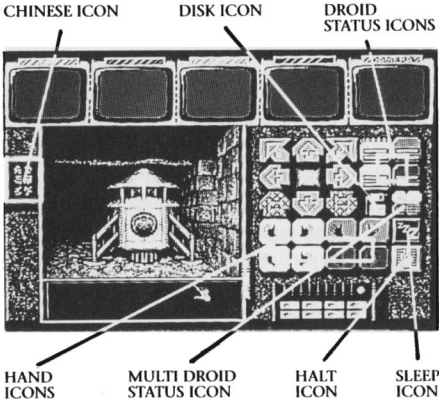 CHINESE ICON
DISK ICON
DROID
STATUS ICONS
HAND
ICONS
MULTI DROID
STATUS ICON
HALT
ICON
SLEEP
ICON